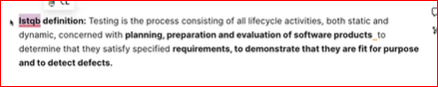 Istqb definition: Testing is the process consisting of all lifecycle activities, both static and
dynamic, concerned with planning, preparation and evaluation of software products to
determine that they satisfy specified requirements, to demonstrate that they are fit for purpose
and to detect defects.